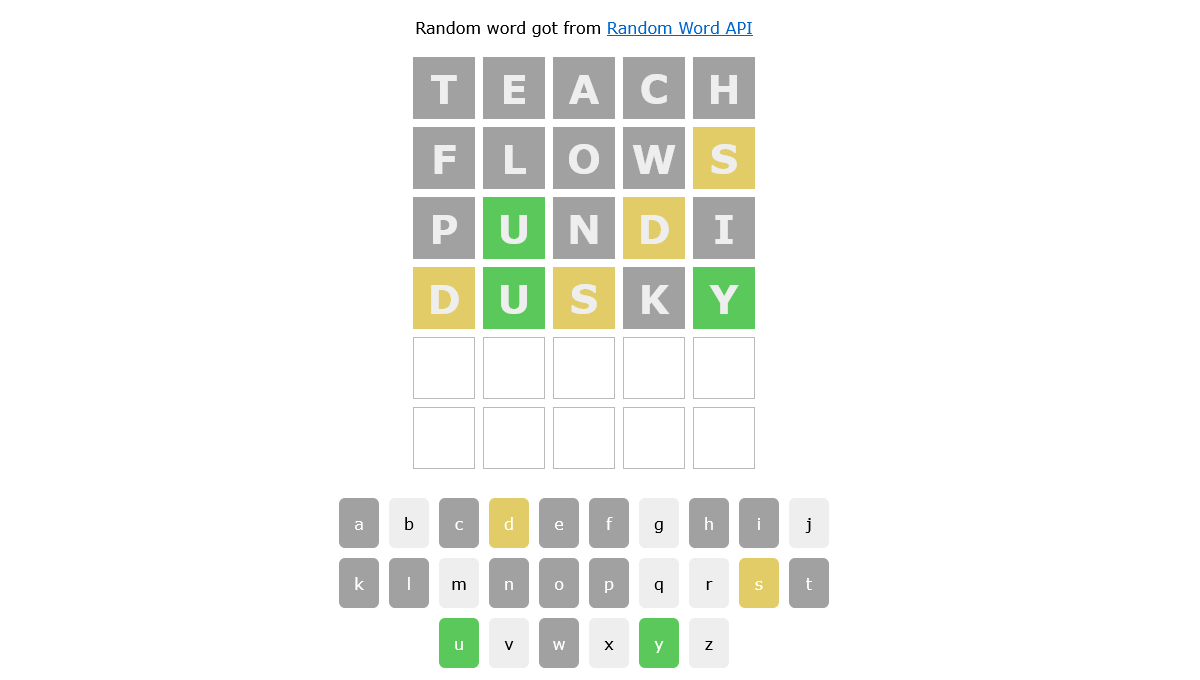 Random word got from Random Word API
T E A C H
F L O W S
P U N D I
D U S K Y
a b c d e f g h i j
k l m n o p q r s t
u v w x y z